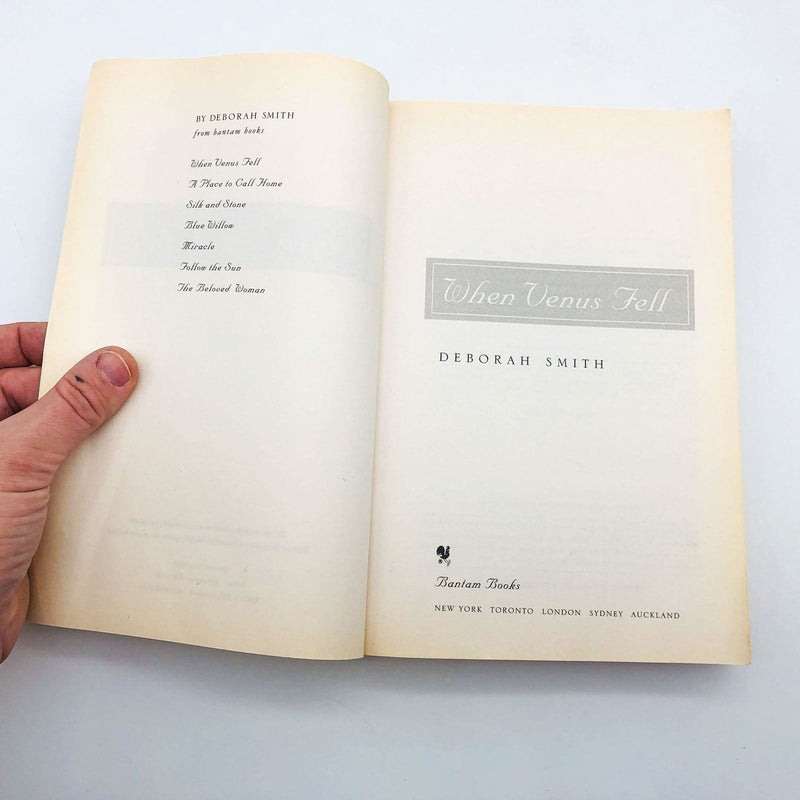 BY DEBORAH SMITH
from bantam books
When Venus Fell
A Place to Call Home
Silk and Stone
Blue Willow
Miracle
Follow the Sun
The Beloved Woman
When Venus Fell
DEBORAH SMITH
Bantam Books
NEW YORK TORONTO LONDON SYDNEY AUCKLAND